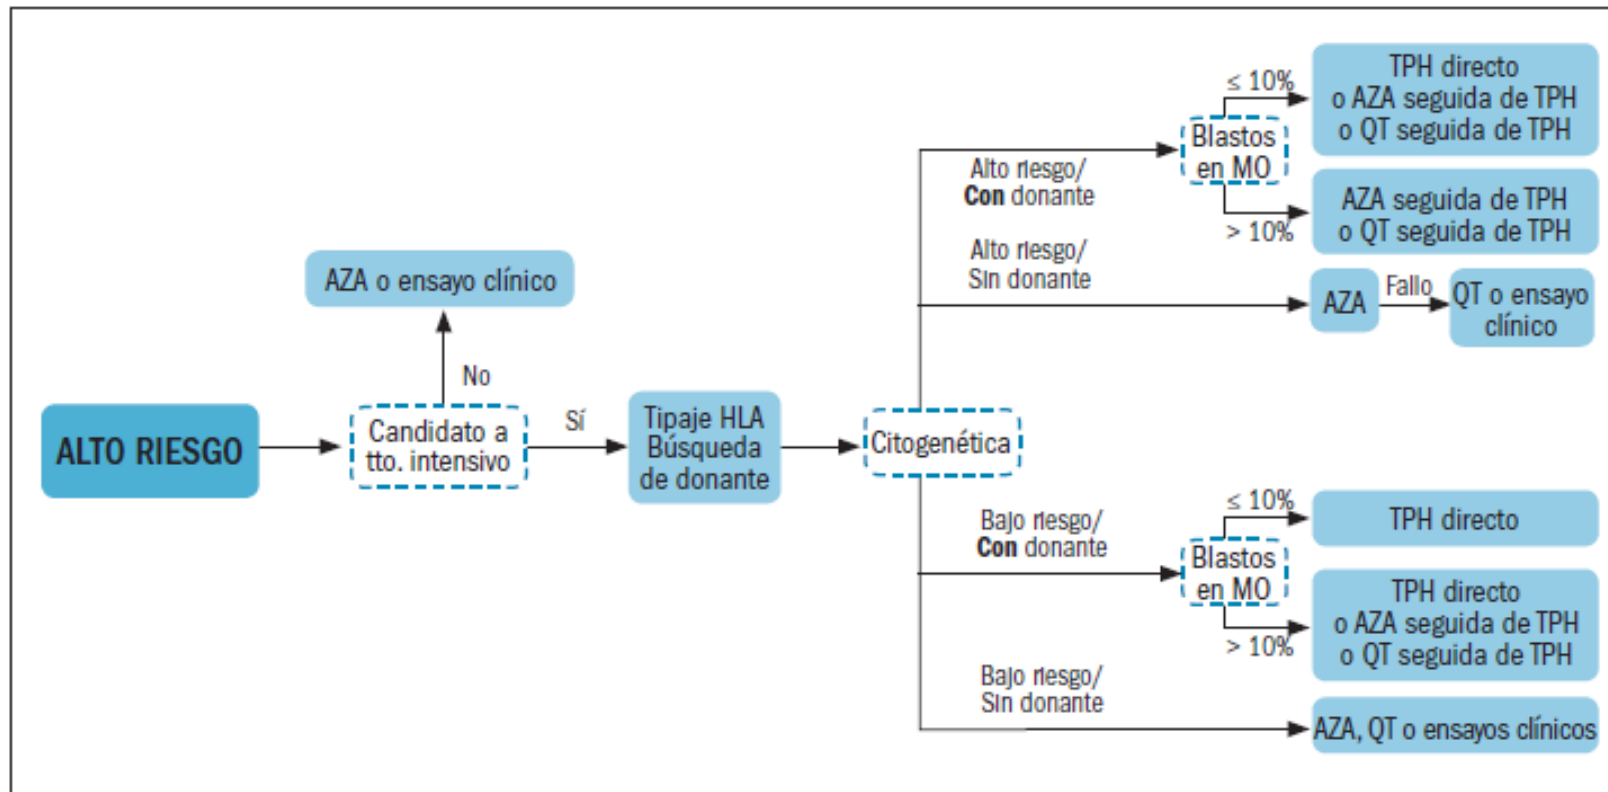 ALTO RIESGO
Candidato a
tto. intensivo
No
AZA o ensayo clínico
Sí
Tipaje HLA
Búsqueda
de donante
Citogenética
Alto riesgo/
Con donante
Blastos
en MO
≤ 10%
TPH directo
o AZA seguida de TPH
o QT seguida de TPH
> 10%
AZA seguida de TPH
o QT seguida de TPH
Alto riesgo/
Sin donante
AZA
Fallo
QT o ensayo
clínico
Bajo riesgo/
Con donante
Blastos
en MO
≤ 10%
TPH directo
> 10%
TPH directo
o AZA seguida de TPH
o QT seguida de TPH
Bajo riesgo/
Sin donante
AZA, QT o ensayos clínicos